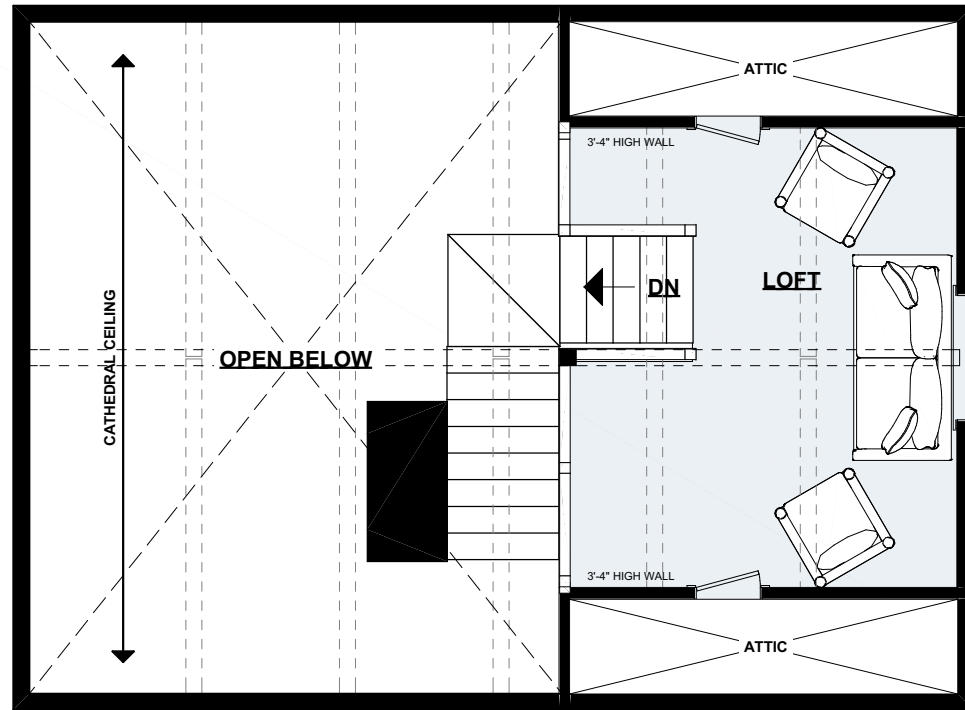 ATTIC
3'-4" HIGH WALL
DN
LOFT
CATHEDRAL CEILING
OPEN BELOW
3'-4" HIGH WALL
ATTIC